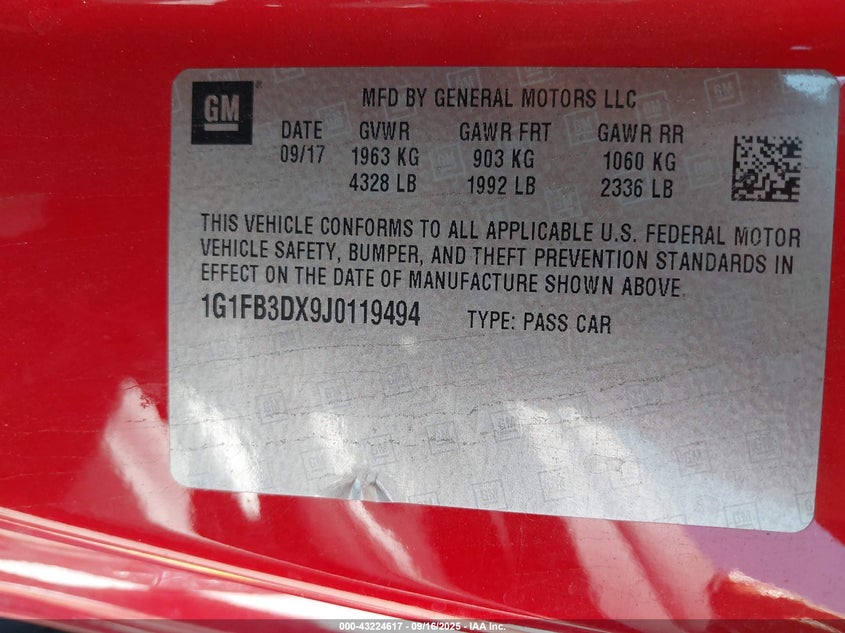 GM
MFD BY GENERAL MOTORS LLC
DATE GVWR GAWR FRT GAWR RR
09/17 1963 KG 903 KG 1060 KG
4328 LB 1992 LB 2336 LB
THIS VEHICLE CONFORMS TO ALL APPLICABLE U.S. FEDERAL MOTOR
VEHICLE SAFETY, BUMPER, AND THEFT PREVENTION STANDARDS IN
EFFECT ON THE DATE OF MANUFACTURE SHOWN ABOVE.
1G1FB3DX9J0119494 TYPE: PASS CAR
000-43224617 - 09/16/2025 - IAA Inc.